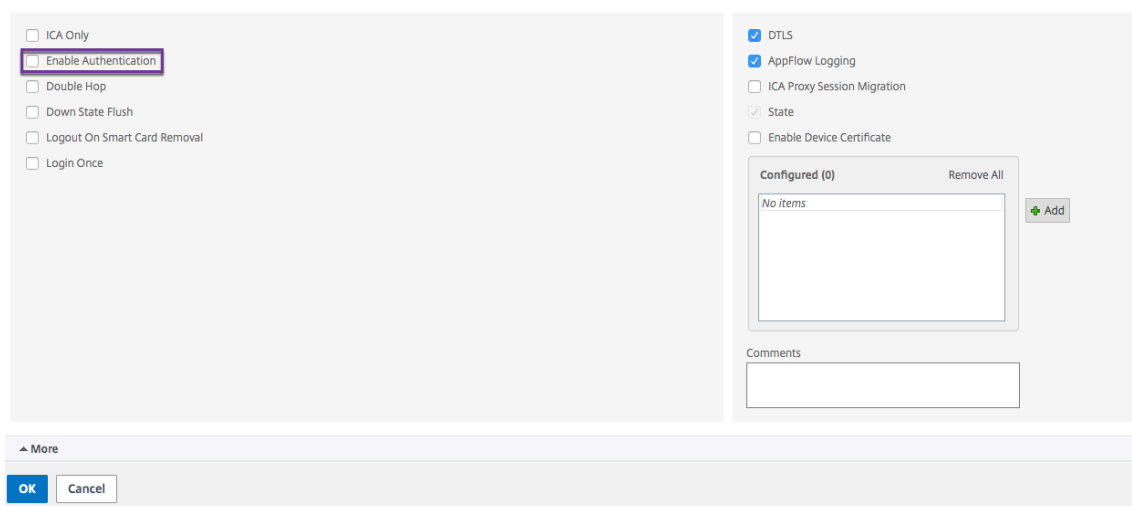 ICA Only
Enable Authentication
Double Hop
Down State Flush
Logout On Smart Card Removal
Login Once
DTLS
AppFlow Logging
ICA Proxy Session Migration
State
Enable Device Certificate
Configured (0) Remove All
No items
Add
Comments
More
OK Cancel